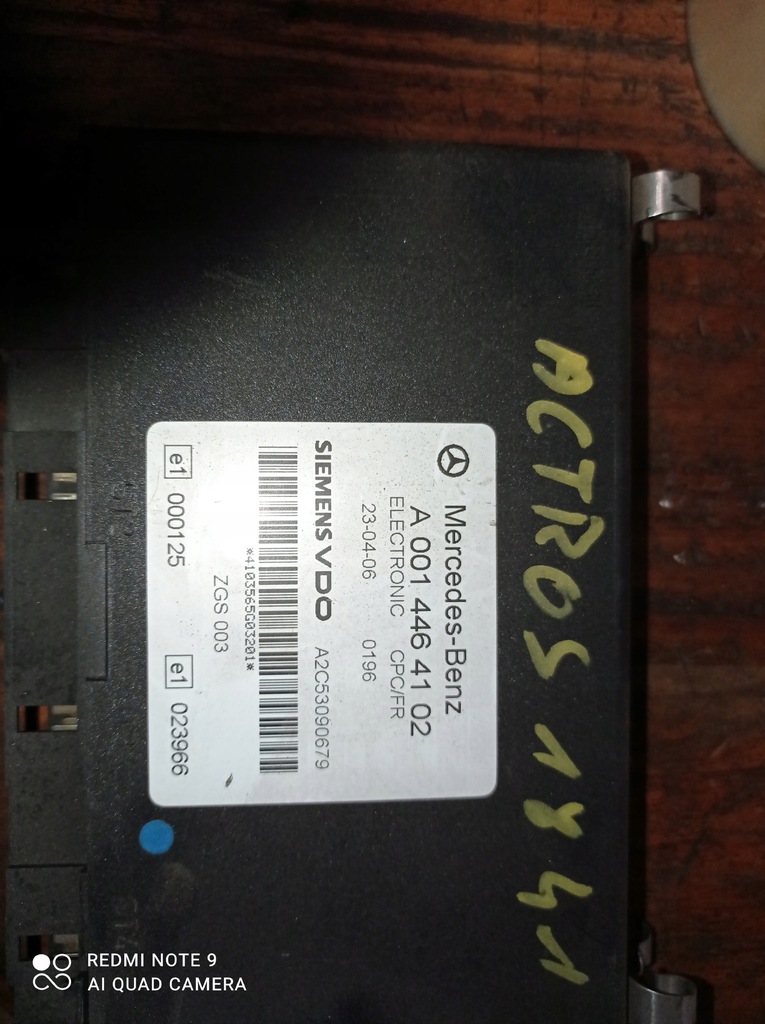 ACTROS 1841
Mercedes-Benz
A 001 446 41 02
ELECTRONIC CPC/FR
23-04-06 0196
SIEMENS VDO A2C53090679
*4103565G03201*
ZGS 003
e1 000125 e1 023966
REDMI NOTE 9
AI QUAD CAMERA